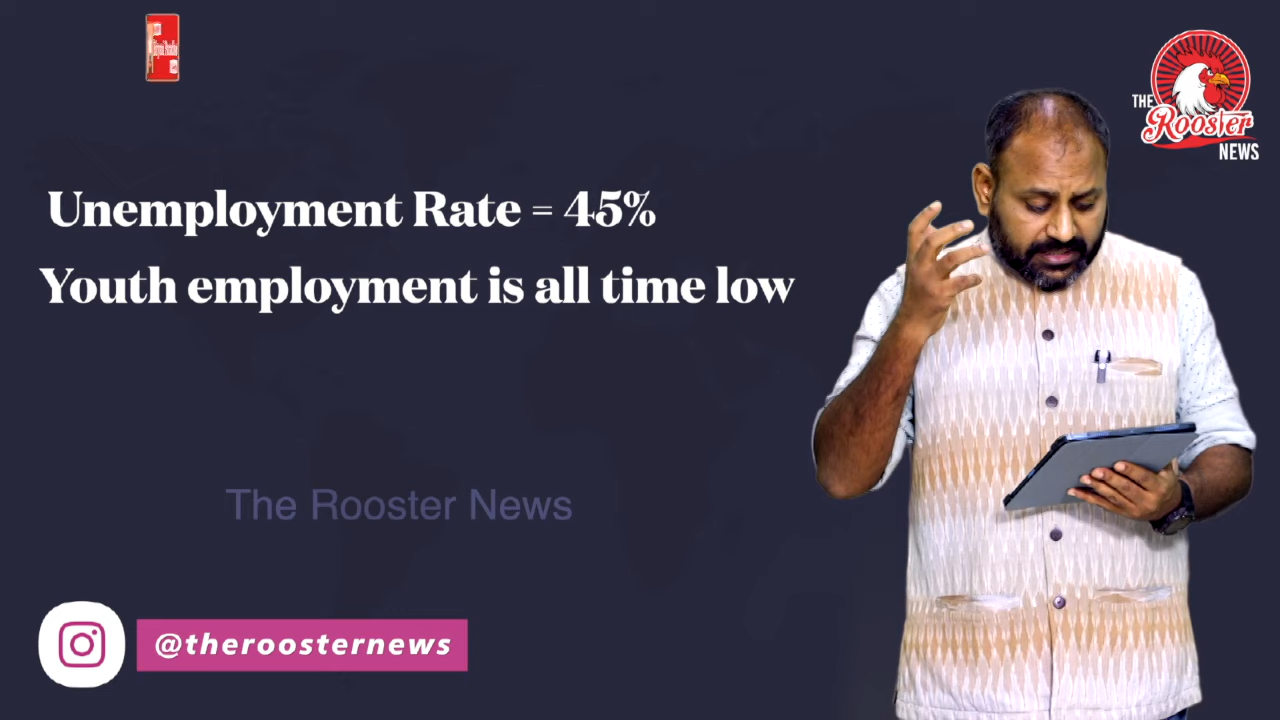 THE
Rooster
NEWS
Unemployment Rate = 45%
Youth employment is all time low
The Rooster News
@theroosternews